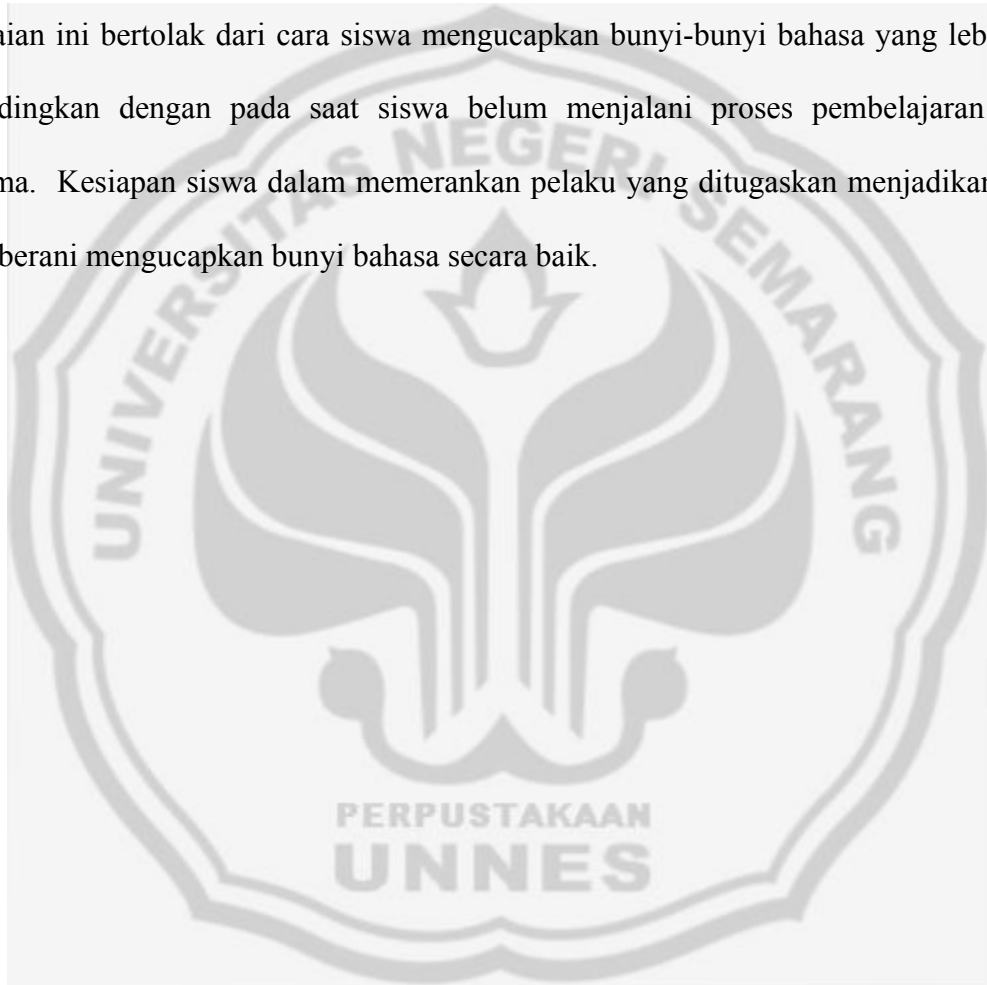 aian ini bertolak dari cara siswa mengucapkan bunyi-bunyi bahasa yang leb
dingkan dengan pada saat siswa belum menjalani proses pembelajaran
ma. Kesiapan siswa dalam memerankan pelaku yang ditugaskan menjadikan
berani mengucapkan bunyi bahasa secara baik.
UNIVERSITAS NEGERI SEMARANG
PERPUSTAKAAN
UNNES